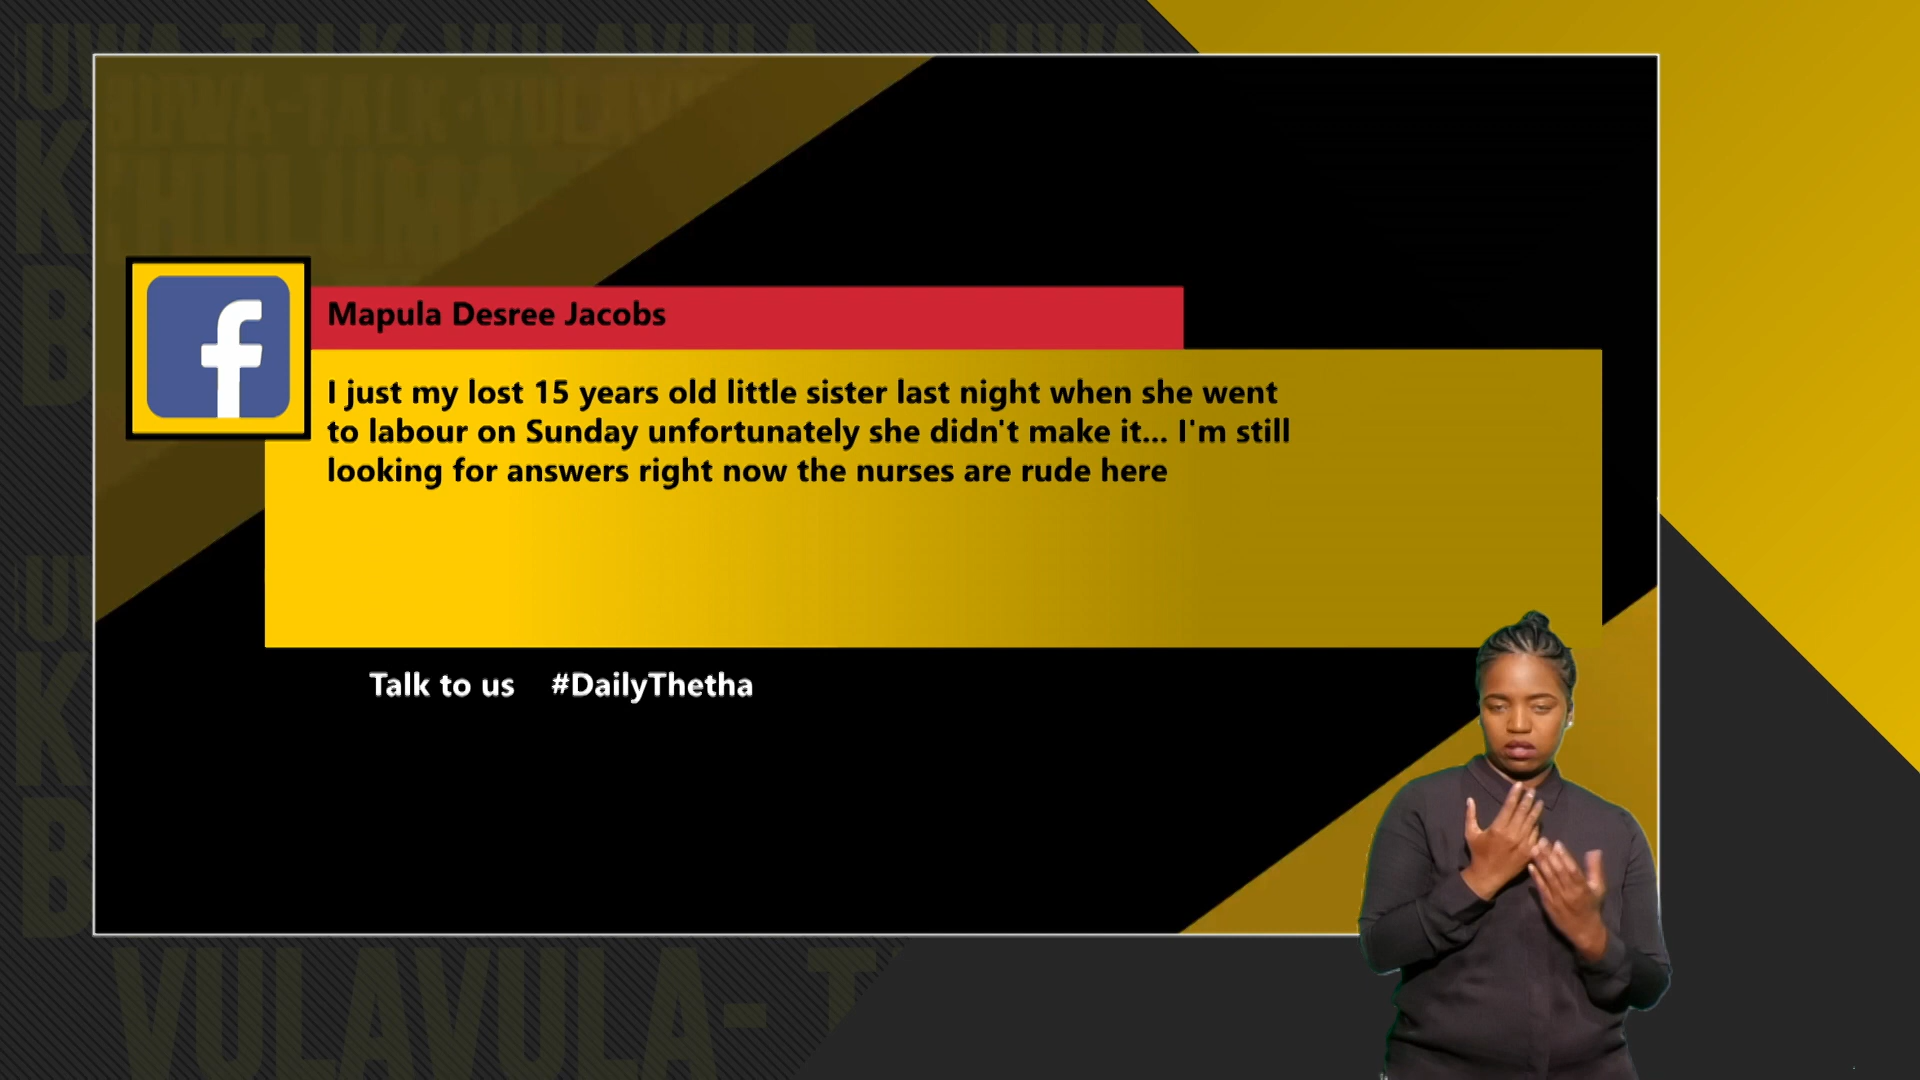 Mapula Desree Jacobs
I just my lost 15 years old little sister last night when she went
to labour on Sunday unfortunately she didn't make it... I'm still
looking for answers right now the nurses are rude here
Talk to us #DailyThetha
VULAVULA- T